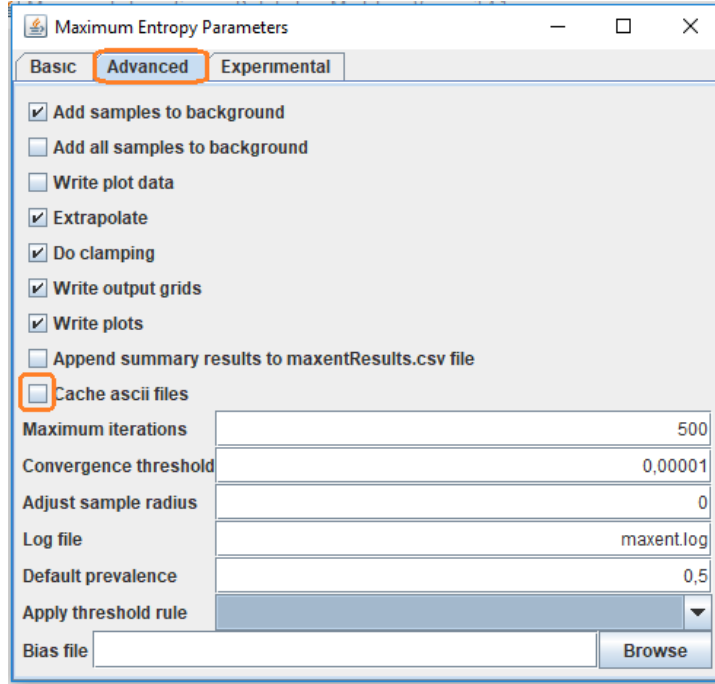 Maximum Entropy Parameters
Basic Advanced Experimental
Add samples to background
Add all samples to background
Write plot data
Extrapolate
Do clamping
Write output grids
Write plots
Append summary results to maxentResults.csv file
Cache ascii files
Maximum iterations 500
Convergence threshold 0,00001
Adjust sample radius 0
Log file maxent.log
Default prevalence 0,5
Apply threshold rule
Bias file Browse